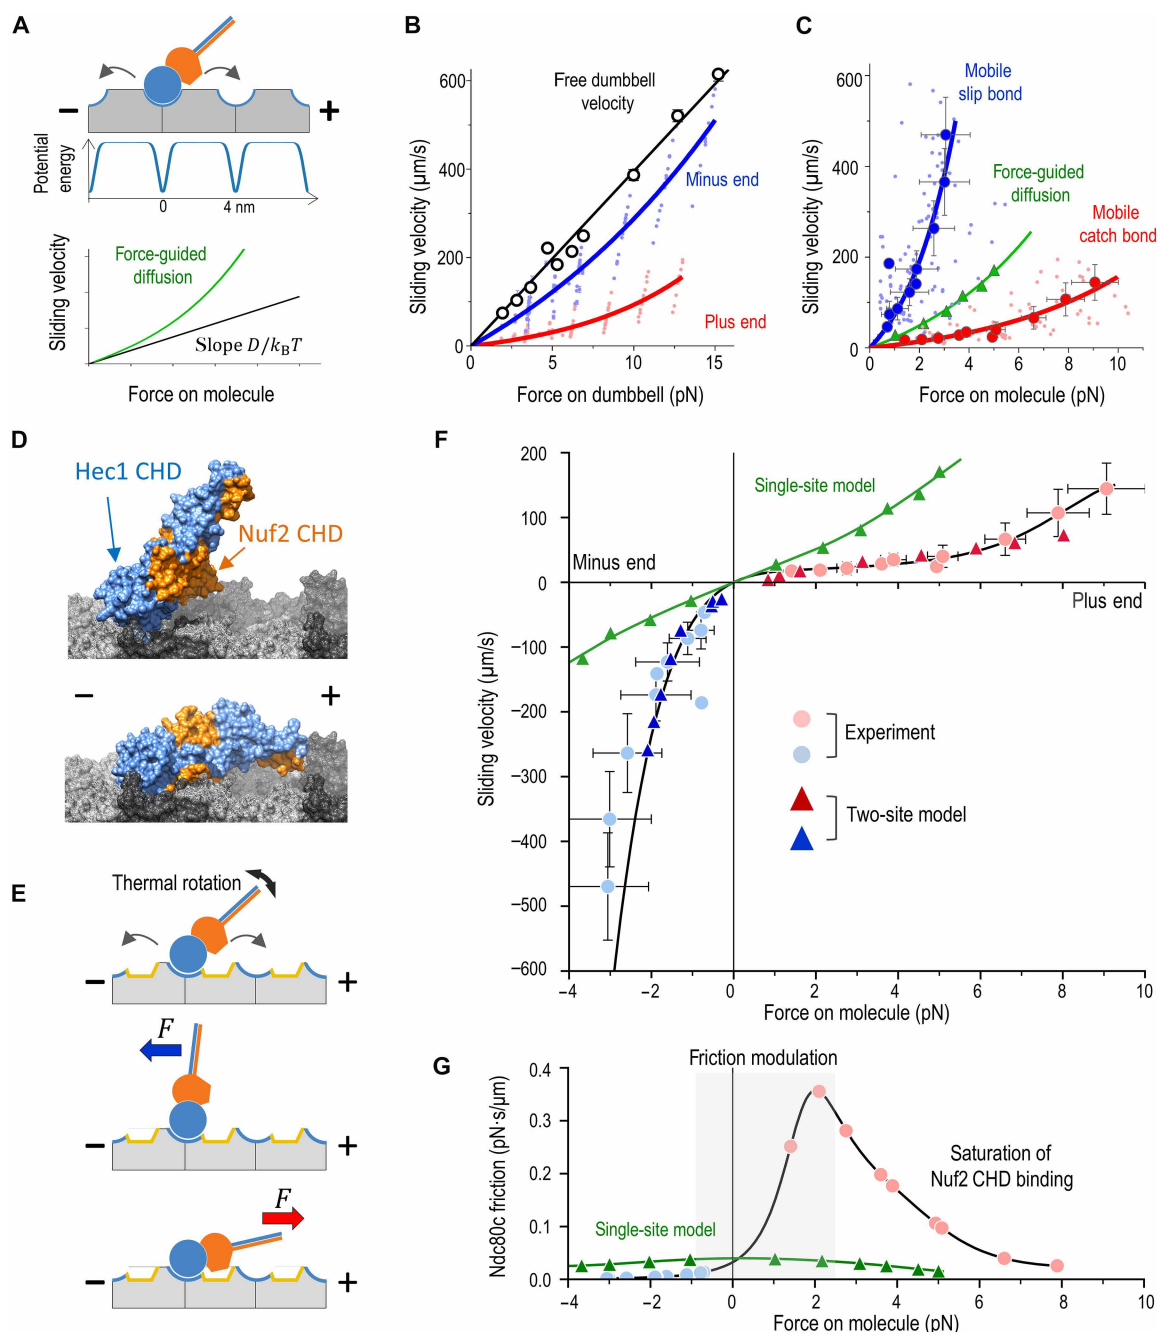 A
−
+
Potential
energy
0
4 nm
Sliding velocity
Force-guided
diffusion
Slope D/kBT
Force on molecule
B
Sliding velocity (μm/s)
600
400
200
0
Free dumbbell
velocity
Minus end
Plus end
0
5
10
15
Force on dumbbell (pN)
C
Sliding velocity (μm/s)
600
400
200
0
Mobile
slip bond
Force-guided
diffusion
Mobile
catch bond
0
2
4
6
8
10
Force on molecule (pN)
D
Hec1 CHD
Nuf2 CHD
−
+
E
Thermal rotation
−
+
F
−
+
F
−
+
F
Sliding velocity (μm/s)
200
100
0
−100
−200
−300
−400
−500
−600
Single-site model
Minus end
Plus end
Experiment
Two-site model
−4
−2
0
2
4
6
8
10
Force on molecule (pN)
G
Friction modulation
Ndc80c friction (pN·s/μm)
0.4
0.3
0.2
0.1
0.0
Single-site model
Saturation of
Nuf2 CHD binding
−4
−2
0
2
4
6
8
10
Force on molecule (pN)